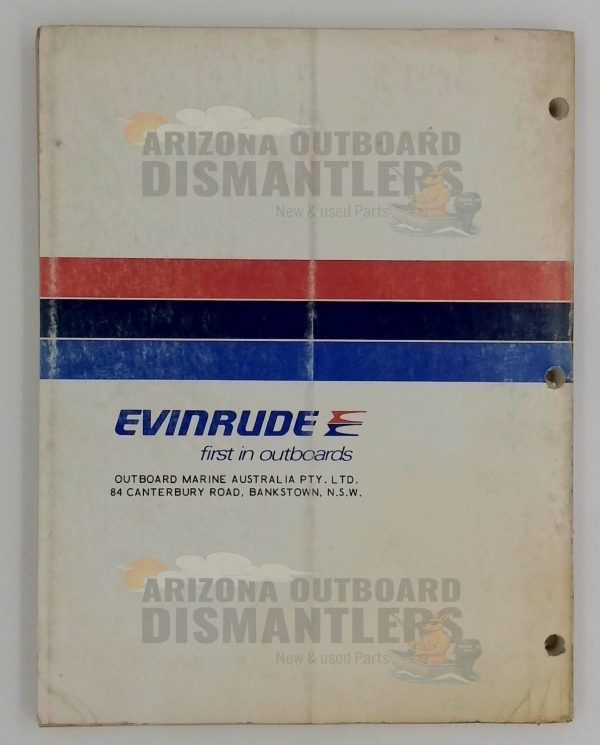 ARIZONA OUTBOARD
DISMANTLERS
New & used Parts
EVINRUDE
first in outboards
OUTBOARD MARINE AUSTRALIA PTY. LTD.
84 CANTERBURY ROAD, BANKSTOWN, N.S.W.
ARIZONA OUTBOARD
DISMANTLERS
New & used Parts